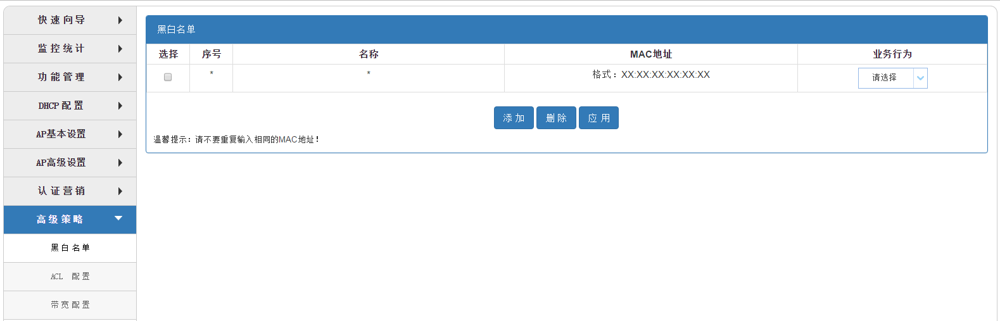 快速向导
监控统计
功能管理
DHCP配置
AP基本设置
AP高级设置
认证营销
高级策略
黑白名单
ACL 配置
带宽配置
黑白名单
选择 序号 名称 MAC地址 业务行为
* * 格式：XX:XX:XX:XX:XX:XX 请选择
添加 删除 应用
温馨提示：请不要重复输入相同的MAC地址！